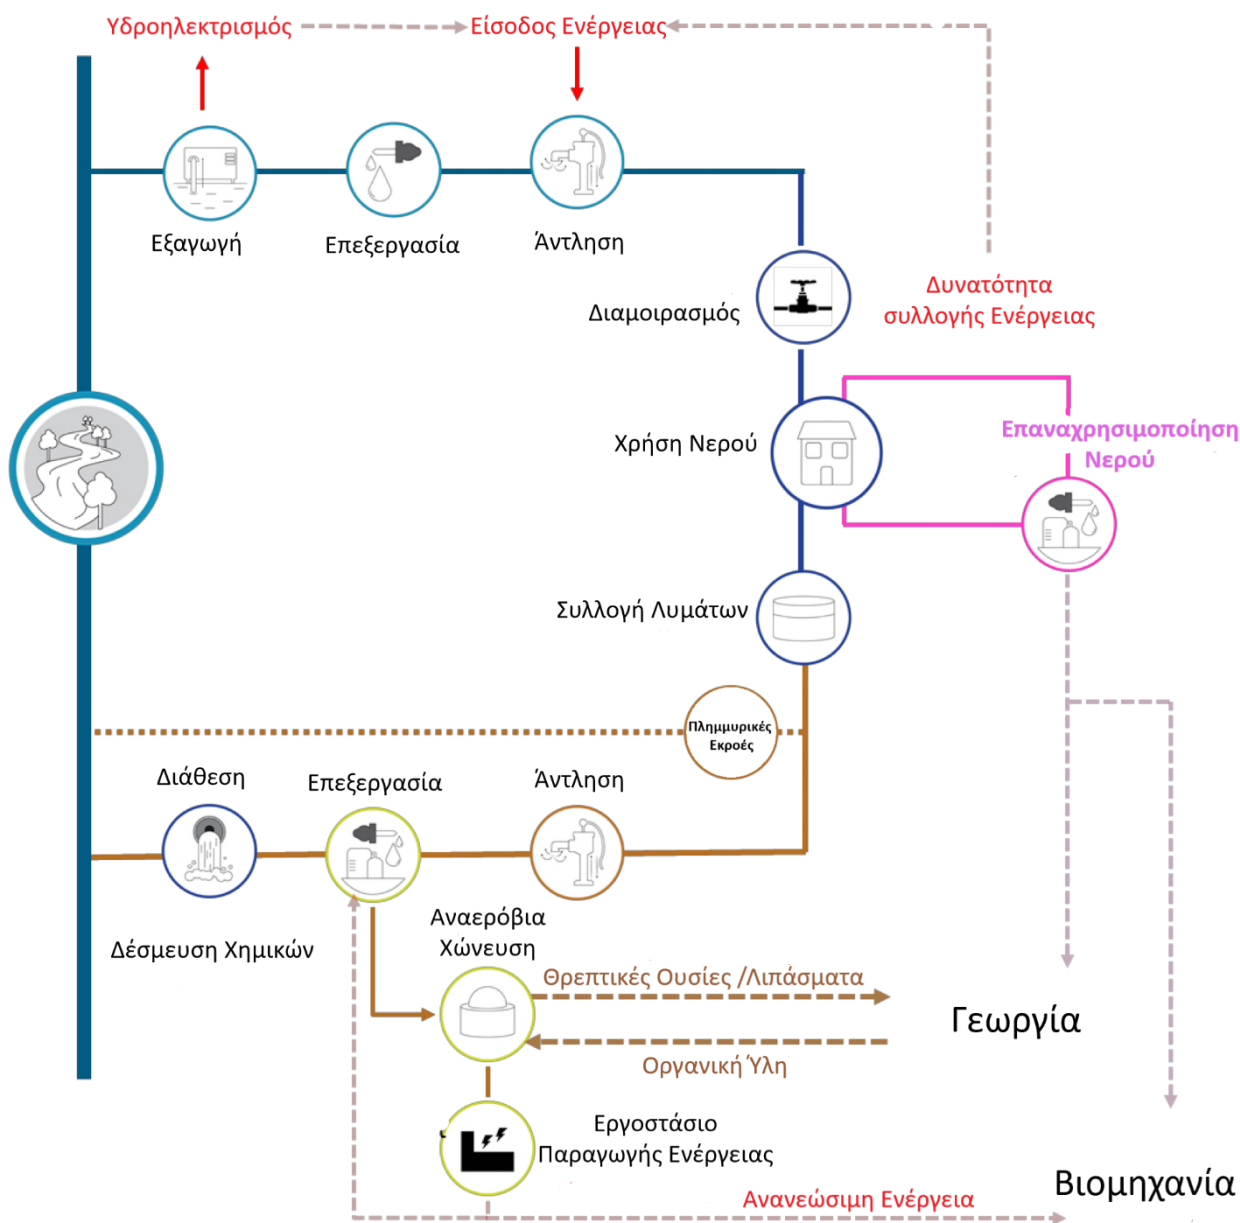 Υδροηλεκτρισμός
Είσοδος Ενέργειας
Εξαγωγή
Επεξεργασία
Άντληση
Διαμοιρασμός
Δυνατότητα
συλλογής Ενέργειας
Χρήση Νερού
Επαναχρησιμοποίηση
Νερού
Συλλογή Λυμάτων
Πλημμυρικές
Εκροές
Διάθεση
Επεξεργασία
Άντληση
Δέσμευση Χημικών
Αναερόβια
Χώνευση
Θρεπτικές Ουσίες /Λιπάσματα
Γεωργία
Οργανική Ύλη
Εργοστάσιο
Παραγωγής Ενέργειας
Ανανεώσιμη Ενέργεια
Βιομηχανία